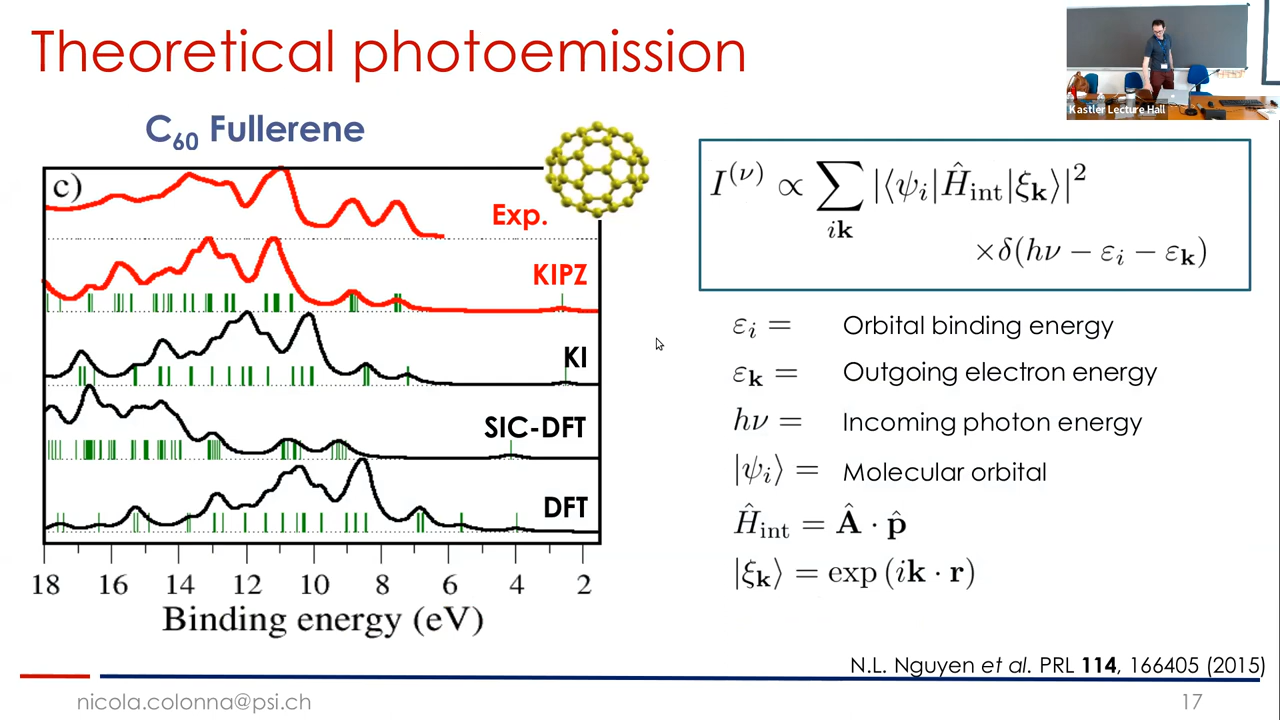 Theoretical photoemission
Kastler Lecture Hall
C₆₀ Fullerene
c)
Exp.
KIPZ
KI
SIC-DFT
DFT
18 16 14 12 10 8 6 4 2
Binding energy (eV)
I^(ν) ∝ ∑_{ik} |⟨ψ_i|Ĥ_int|ξ_𝐤⟩|²
×δ(hν − ε_i − ε_𝐤)
ε_i = Orbital binding energy
ε_𝐤 = Outgoing electron energy
hν = Incoming photon energy
|ψ_i⟩ = Molecular orbital
Ĥ_int = Â · p̂
|ξ_𝐤⟩ = exp (i𝐤 · 𝐫)
N.L. Nguyen et al. PRL 114, 166405 (2015)
nicola.colonna@psi.ch
17